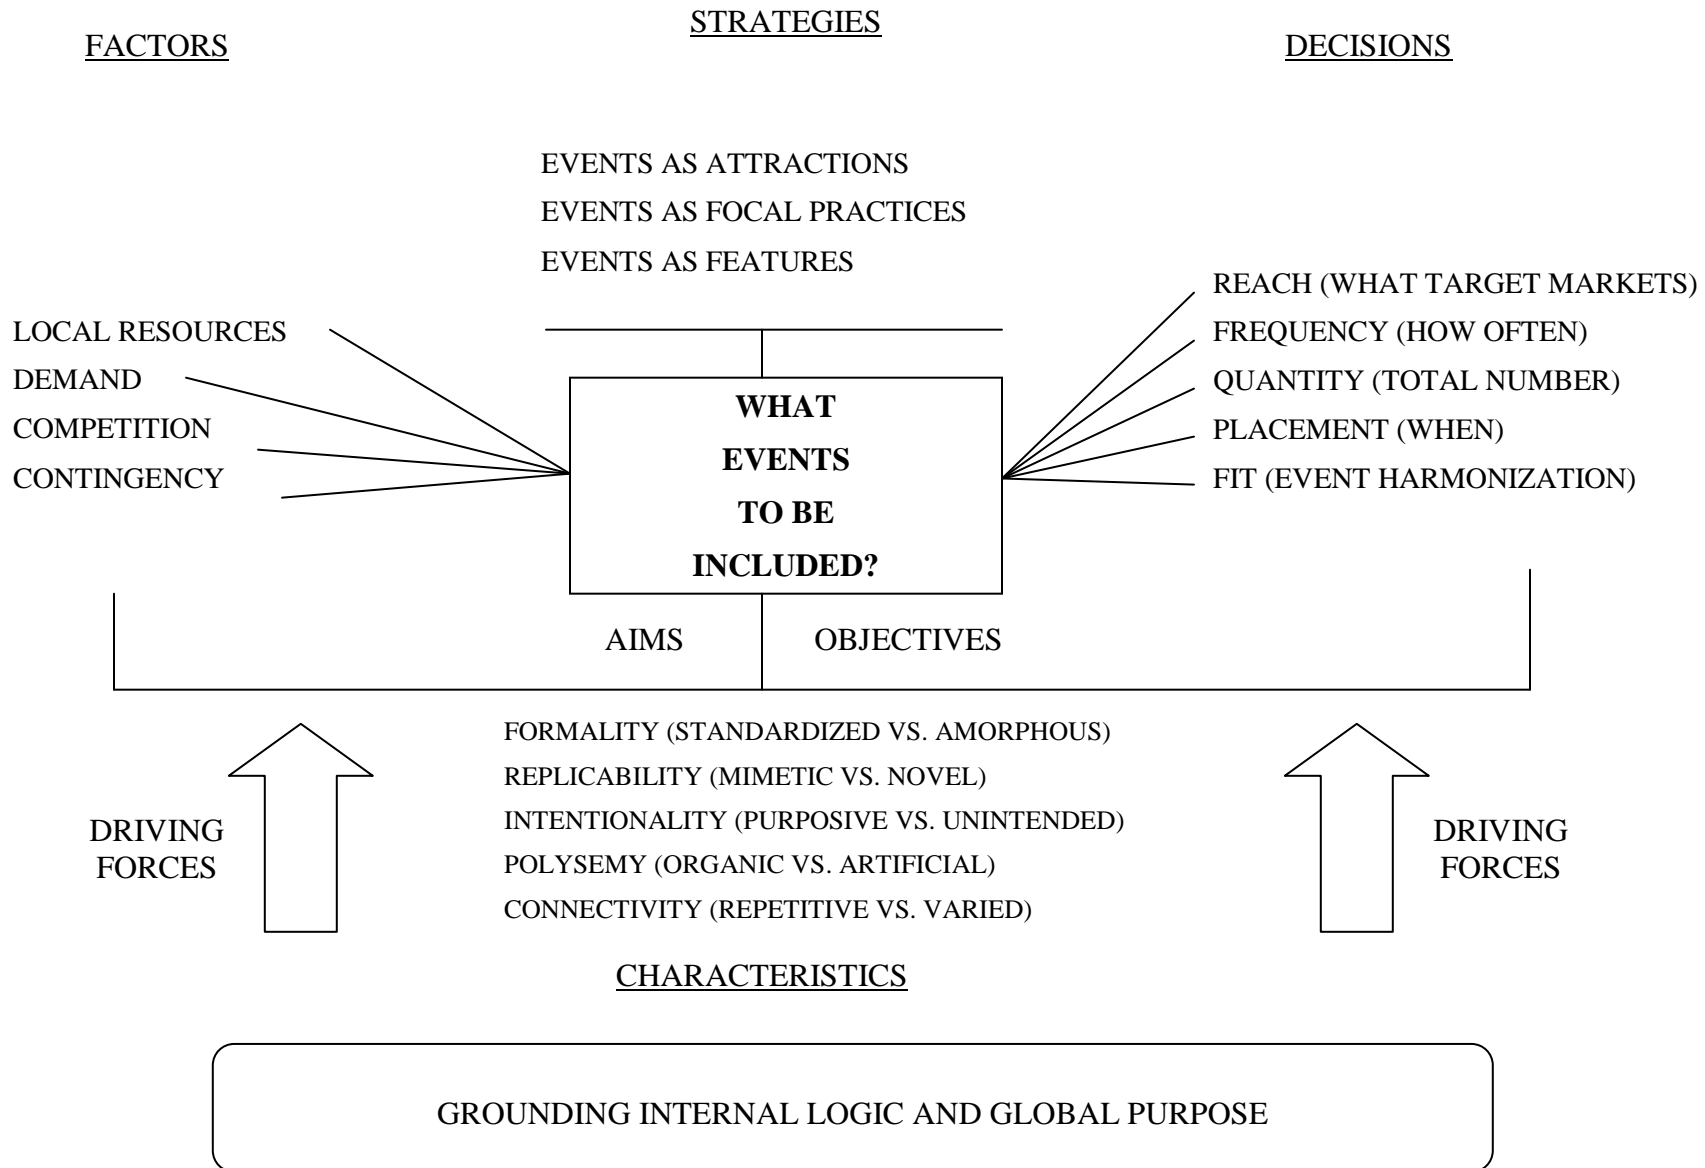 STRATEGIES
FACTORS
DECISIONS
EVENTS AS ATTRACTIONS
EVENTS AS FOCAL PRACTICES
EVENTS AS FEATURES
LOCAL RESOURCES
DEMAND
COMPETITION
CONTINGENCY
WHAT
EVENTS
TO BE
INCLUDED?
REACH (WHAT TARGET MARKETS)
FREQUENCY (HOW OFTEN)
QUANTITY (TOTAL NUMBER)
PLACEMENT (WHEN)
FIT (EVENT HARMONIZATION)
AIMS
OBJECTIVES
DRIVING
FORCES
FORMALITY (STANDARDIZED VS. AMORPHOUS)
REPLICABILITY (MIMETIC VS. NOVEL)
INTENTIONALITY (PURPOSIVE VS. UNINTENDED)
POLYSEMY (ORGANIC VS. ARTIFICIAL)
CONNECTIVITY (REPETITIVE VS. VARIED)
DRIVING
FORCES
CHARACTERISTICS
GROUNDING INTERNAL LOGIC AND GLOBAL PURPOSE